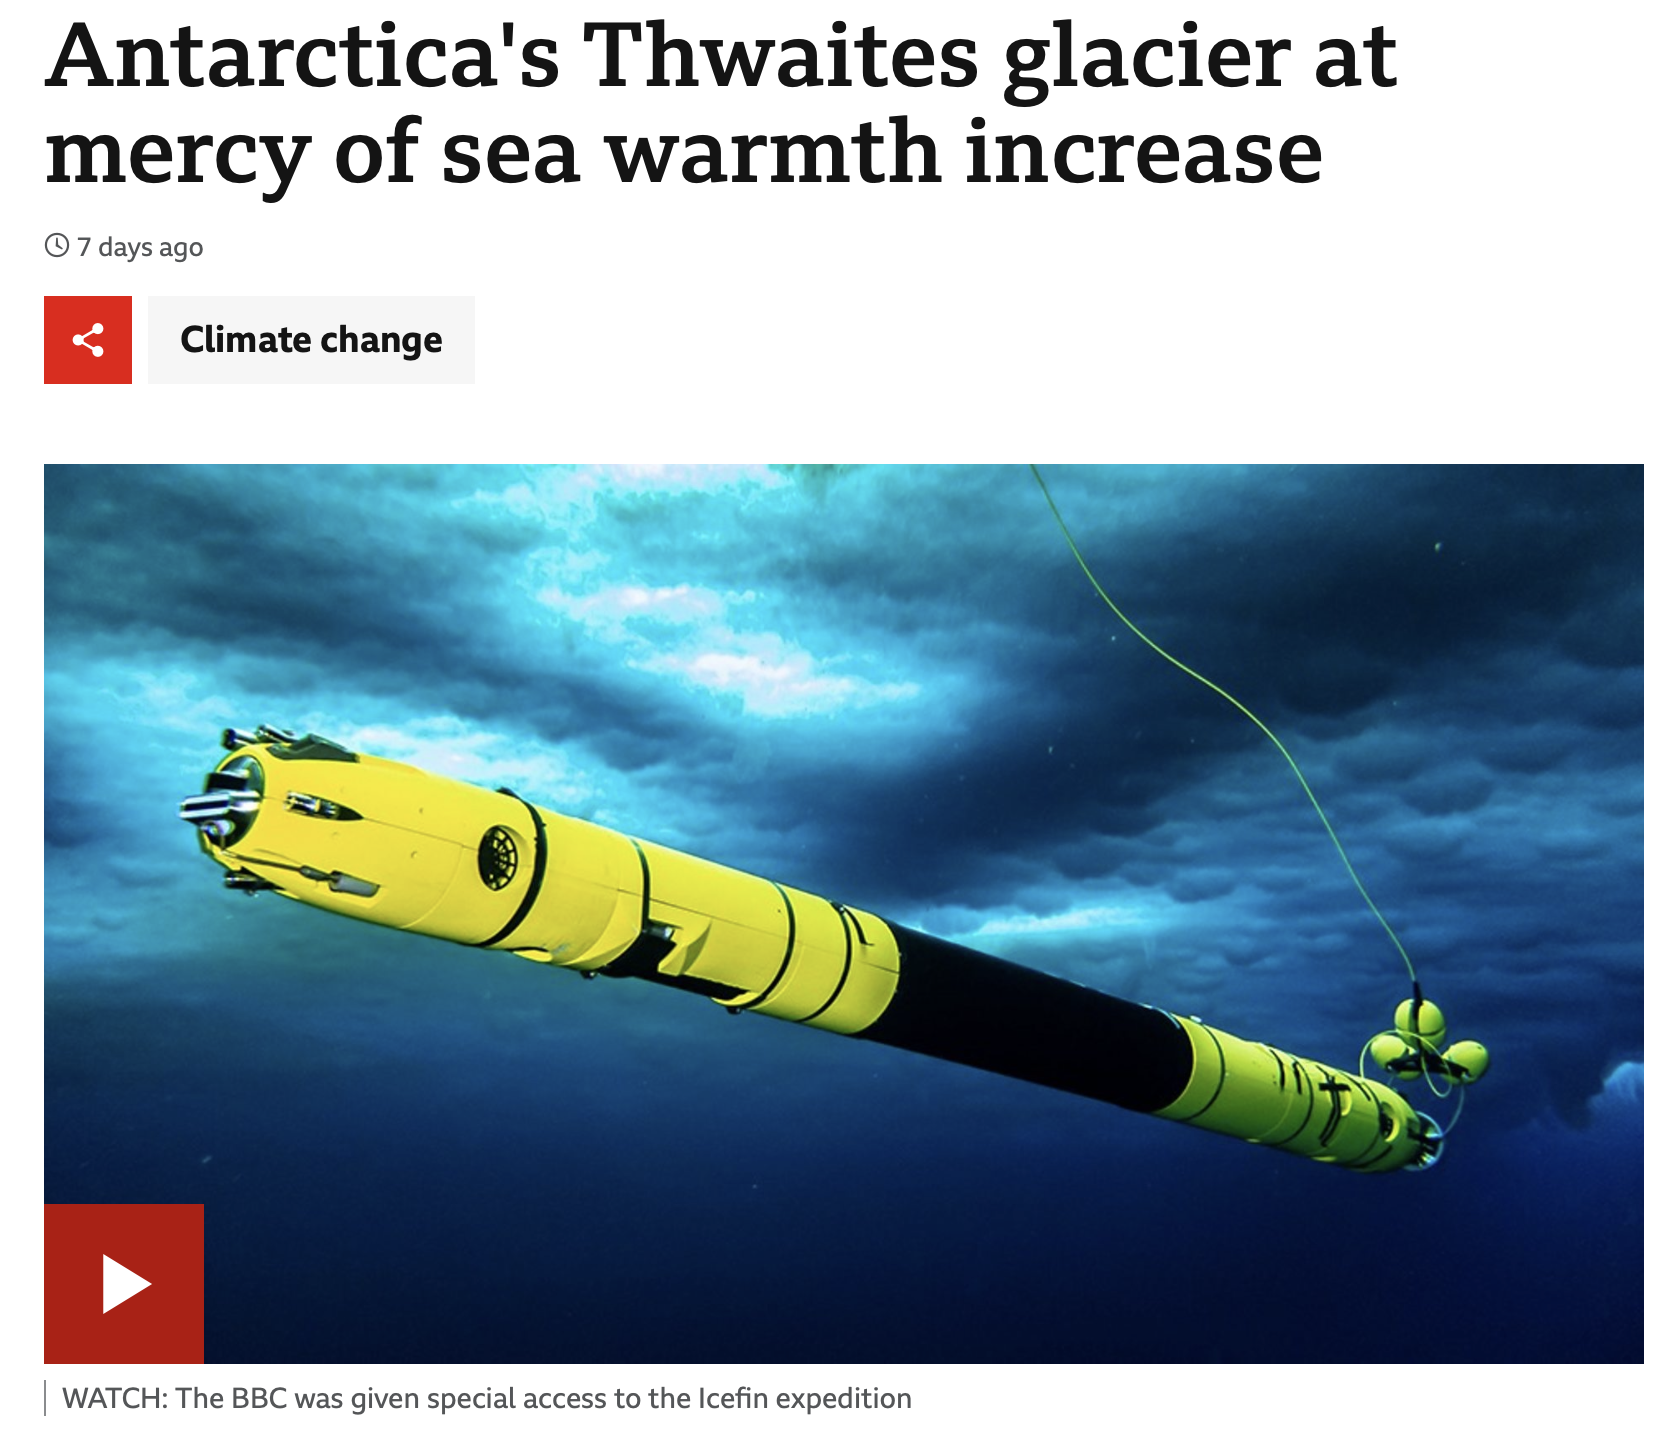 Antarctica's Thwaites glacier at
mercy of sea warmth increase
7 days ago
Climate change
WATCH: The BBC was given special access to the Icefin expedition